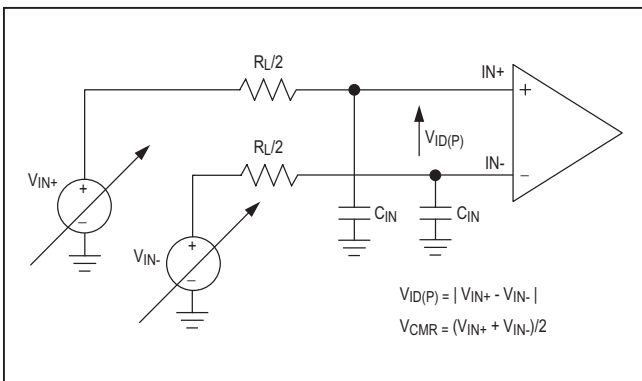 RL/2
IN+
+
VID(P)
RL/2
IN-
−
VIN+
+
−
CIN
CIN
VIN-
+
−
VID(P) = | VIN+ - VIN- |
VCMR = (VIN+ + VIN-)/2